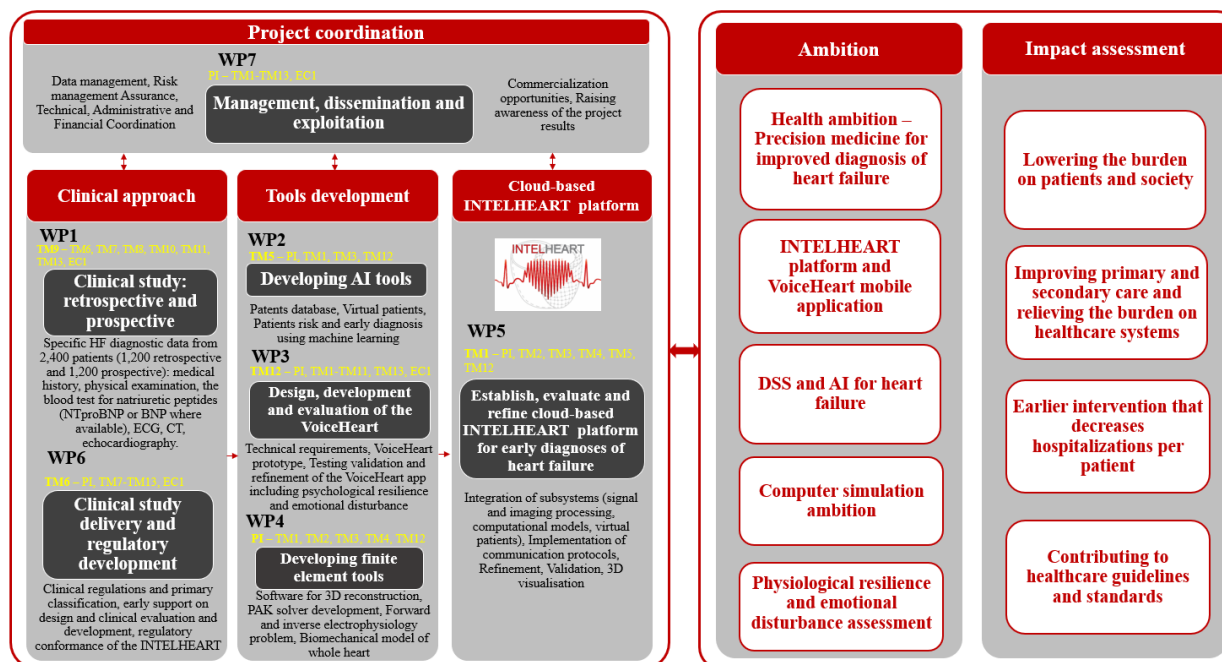 Project coordination
WP7
PI – TM1-TM13, EC1
Data management, Risk
management Assurance,
Technical, Administrative and
Financial Coordination
Management, dissemination and
exploitation
Commercialization
opportunities, Raising
awareness of the project
results
Clinical approach
WP1
TM9 – TM6, TM7, TM8, TM10, TM11,
TM13, EC1
Clinical study:
retrospective and
prospective
Specific HF diagnostic data from
2,400 patients (1,200 retrospective
and 1,200 prospective): medical
history, physical examination, the
blood test for natriuretic peptides
(NTproBNP or BNP where
available), ECG, CT,
echocardiography.
WP6
TM6 – PI, TM7-TM13, EC1
Clinical study
delivery and
regulatory
development
Clinical regulations and primary
classification, early support on
design and clinical evaluation and
development, regulatory
conformance of the INTELHEART
Tools development
WP2
TM5 – PI, TM1, TM3, TM12
Developing AI tools
Patents database, Virtual patients,
Patients risk and early diagnosis
using machine learning
WP3
TM12 – PI, TM1-TM11, TM13, EC1
Design, development
and evaluation of the
VoiceHeart
Technical requirements, VoiceHeart
prototype, Testing validation and
refinement of the VoiceHeart app
including psychological resilience
and emotional disturbance
WP4
PI – TM1, TM2, TM3, TM4, TM12
Developing finite
element tools
Software for 3D reconstruction,
PAK solver development, Forward
and inverse electrophysiology
problem, Biomechanical model of
whole heart
Cloud-based
INTELHEART platform
INTELHEART
WP5
TM1 – PI, TM2, TM3, TM4, TM5,
TM12
Establish, evaluate and
refine cloud-based
INTELHEART platform
for early diagnoses of
heart failure
Integration of subsystems (signal
and imaging processing,
computational models, virtual
patients), Implementation of
communication protocols,
Refinement, Validation, 3D
visualisation
Ambition
Health ambition –
Precision medicine for
improved diagnosis of
heart failure
INTELHEART
platform and
VoiceHeart mobile
application
DSS and AI for heart
failure
Computer simulation
ambition
Physiological resilience
and emotional
disturbance assessment
Impact assessment
Lowering the burden
on patients and society
Improving primary and
secondary care and
relieving the burden on
healthcare systems
Earlier intervention that
decreases
hospitalizations per
patient
Contributing to
healthcare guidelines
and standards